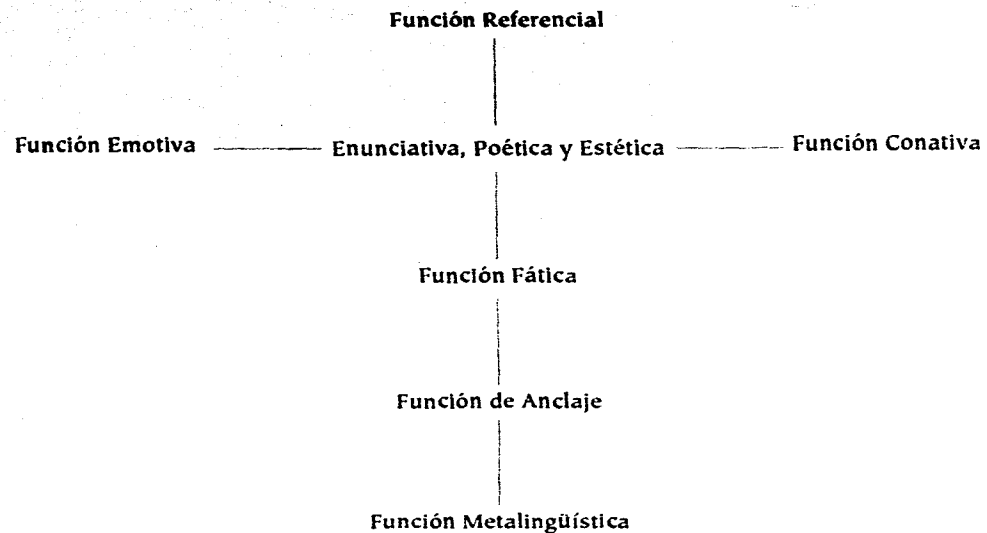 Función Referencial
Función Emotiva
Enunciativa, Poética y Estética
Función Conativa
Función Fática
Función de Anclaje
Función Metalingüística